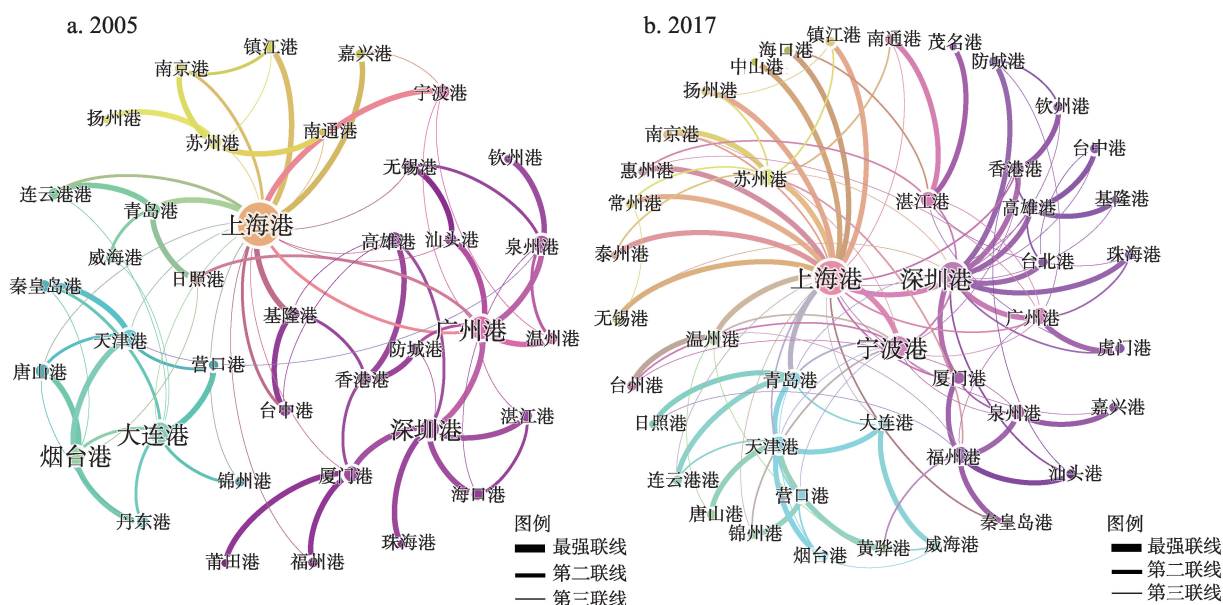 a. 2005
镇江港
嘉兴港
南京港
宁波港
扬州港
南通港
苏州港
无锡港
钦州港
连云港港
青岛港
上海港
高雄港
汕头港
泉州港
威海港
日照港
秦皇岛港
基隆港
天津港
广州港
温州港
唐山港
营口港
防城港
香港港
台中港
湛江港
大连港
深圳港
烟台港
厦门港
锦州港
海口港
丹东港
珠海港
莆田港
福州港
图例
最强联线
第二联线
第三联线
b. 2017
镇江港
南通港
茂名港
海口港
中山港
防城港
扬州港
钦州港
南京港
台中港
惠州港
苏州港
香港港
常州港
湛江港
高雄港
基隆港
泰州港
上海港
深圳港
台北港
珠海港
无锡港
广州港
温州港
宁波港
虎门港
台州港
青岛港
厦门港
日照港
大连港
泉州港
嘉兴港
天津港
福州港
连云港港
汕头港
营口港
唐山港
锦州港
秦皇岛港
烟台港
黄骅港
威海港
图例
最强联线
第二联线
第三联线